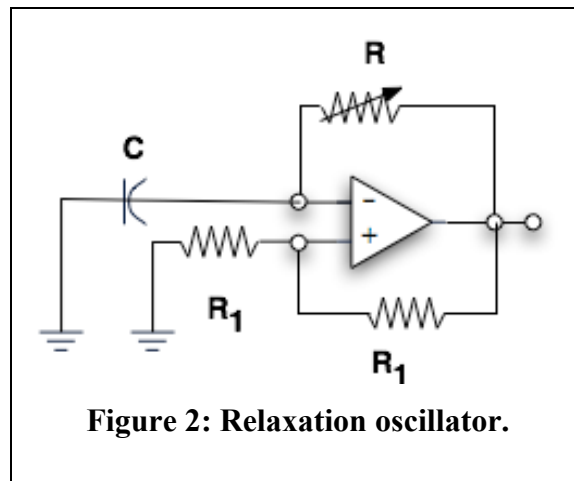 R
C
-
+
R1
R1
Figure 2: Relaxation oscillator.